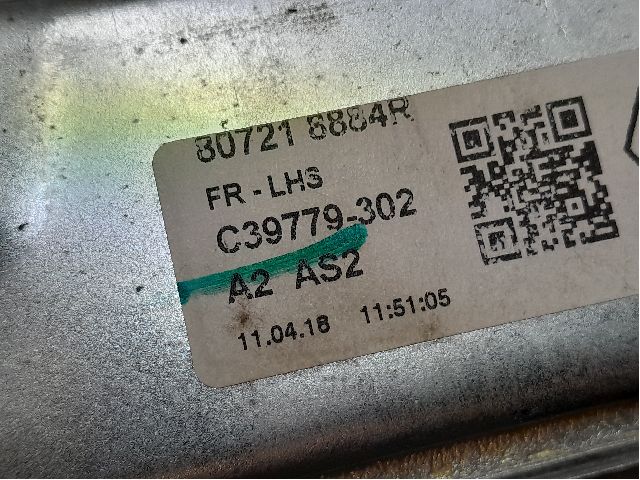 80721 8884R
FR - LHS
C39779-302
A2 AS2
11.04.18 11:51:05